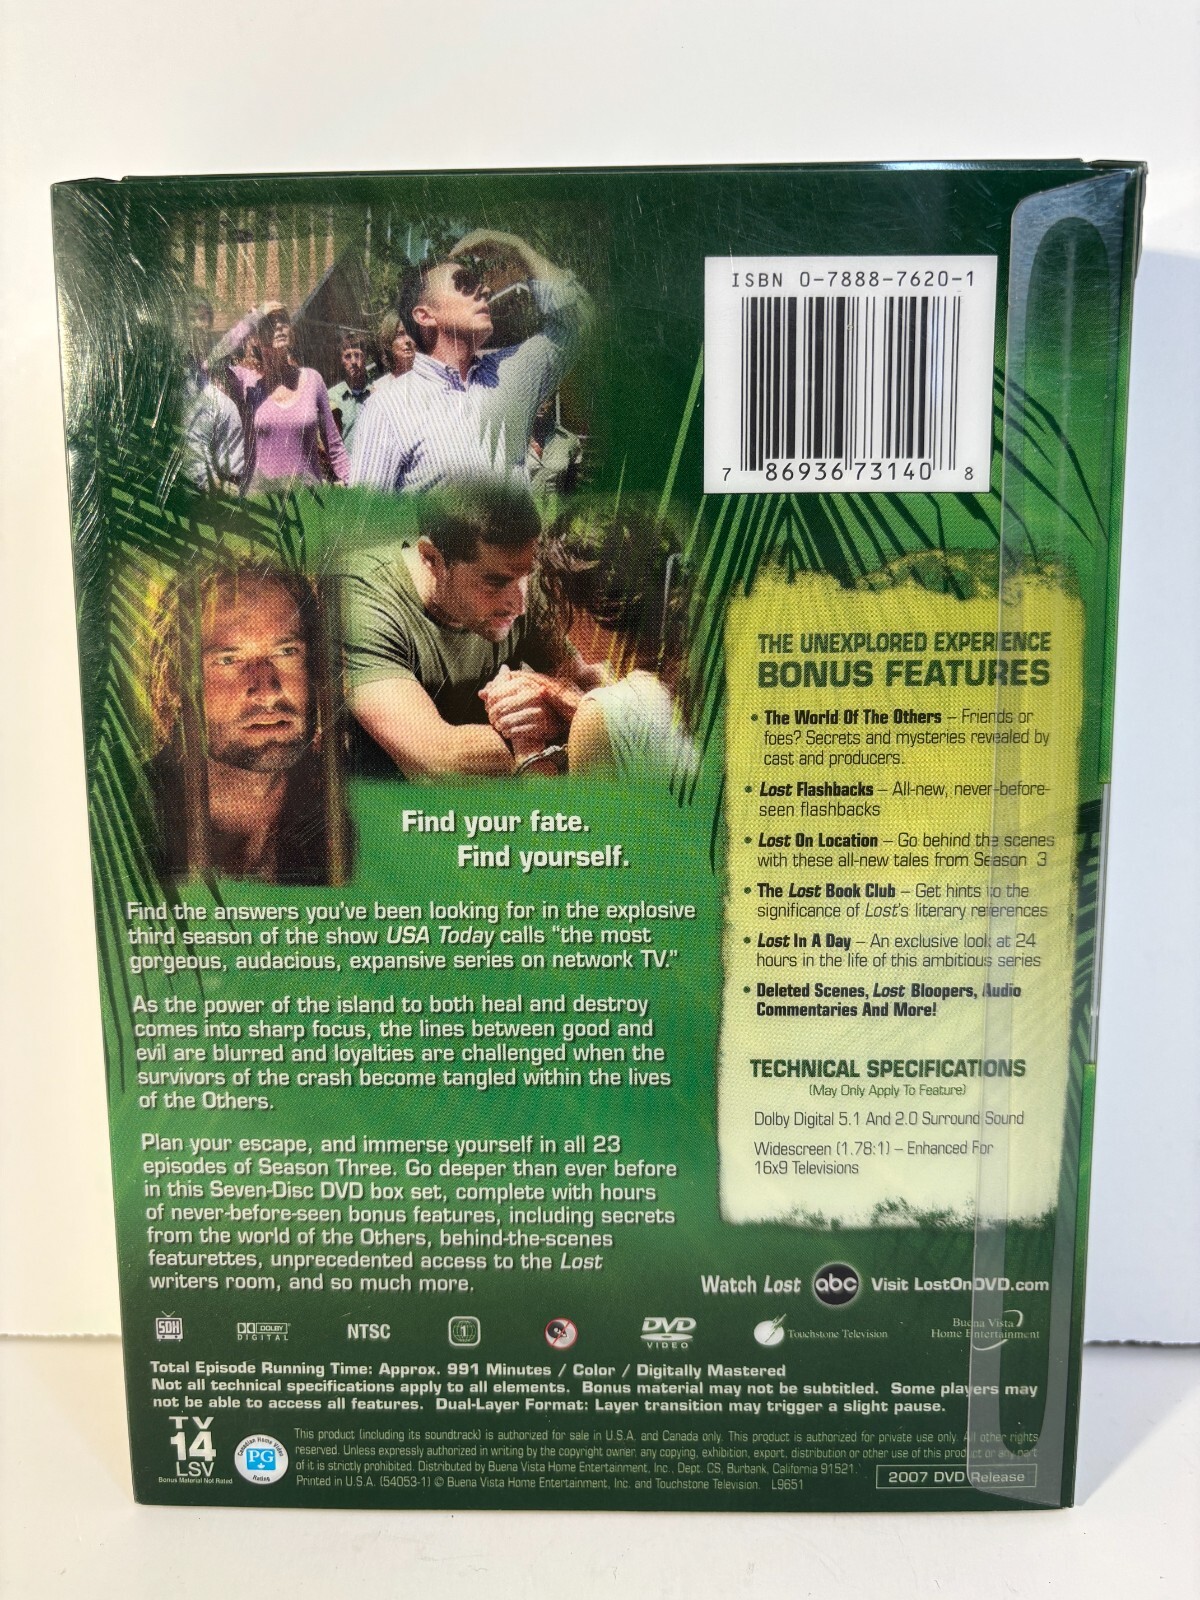 ISBN 0-7888-7620-1
7 86936 73140 8
Find your fate.
Find yourself.
Find the answers you've been looking for in the explosive
third season of the show USA Today calls "the most
gorgeous, audacious, expansive series on network TV."
As the power of the island to both heal and destroy
comes into sharp focus, the lines between good and
evil are blurred and loyalties are challenged when the
survivors of the crash become tangled within the lives
of the Others.
Plan your escape, and immerse yourself in all 23
episodes of Season Three. Go deeper than ever before
in this Seven-Disc DVD box set, complete with hours
of never-before-seen bonus features, including secrets
from the world of the Others, behind-the-scenes
featurettes, unprecedented access to the Lost
writers room, and so much more.
THE UNEXPLORED EXPERIENCE
BONUS FEATURES
• The World Of The Others – Friends or
foes? Secrets and mysteries revealed by
cast and producers.
• Lost Flashbacks – All-new, never-before-
seen flashbacks
• Lost On Location – Go behind the scenes
with these all-new tales from Season 3
• The Lost Book Club – Get hints to the
significance of Lost's literary references
• Lost In A Day – An exclusive look at 24
hours in the life of this ambitious series
• Deleted Scenes, Lost Bloopers, Audio
Commentaries And More!
TECHNICAL SPECIFICATIONS
(May Only Apply To Feature)
Dolby Digital 5.1 And 2.0 Surround Sound
Widescreen (1.78:1) – Enhanced For
16x9 Televisions
Watch Lost abc Visit LostOnDVD.com
SDH DOLBY DIGITAL NTSC 1 DVD VIDEO Touchstone Television Buena Vista Home Entertainment
Total Episode Running Time: Approx. 991 Minutes / Color / Digitally Mastered
Not all technical specifications apply to all elements. Bonus material may not be subtitled. Some players may
not be able to access all features. Dual-Layer Format: Layer transition may trigger a slight pause.
TV
14
LSV
Bonus Material Not Rated
Canadian Home Video
PG
Rating
This product (including its soundtrack) is authorized for sale in U.S.A. and Canada only. This product is authorized for private use only. All other rights
reserved. Unless expressly authorized in writing by the copyright owner, any copying, exhibition, export, distribution or other use of this product or any part
of it is strictly prohibited. Distributed by Buena Vista Home Entertainment, Inc., Dept. CS, Burbank, California 91521.
Printed in U.S.A. (54053-1) © Buena Vista Home Entertainment, Inc. and Touchstone Television. L9651
2007 DVD Release